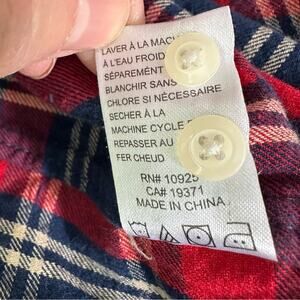 LAVER À LA MACH
À L'EAU FROID
SÉPARÉMENT
BLANCHIR SANS
CHLORE SI NÉCESSAIRE
SECHER À LA
MACHINE CYCLE
REPASSER AU
FER CHEUD
RN# 10925
CA# 19371
MADE IN CHINA